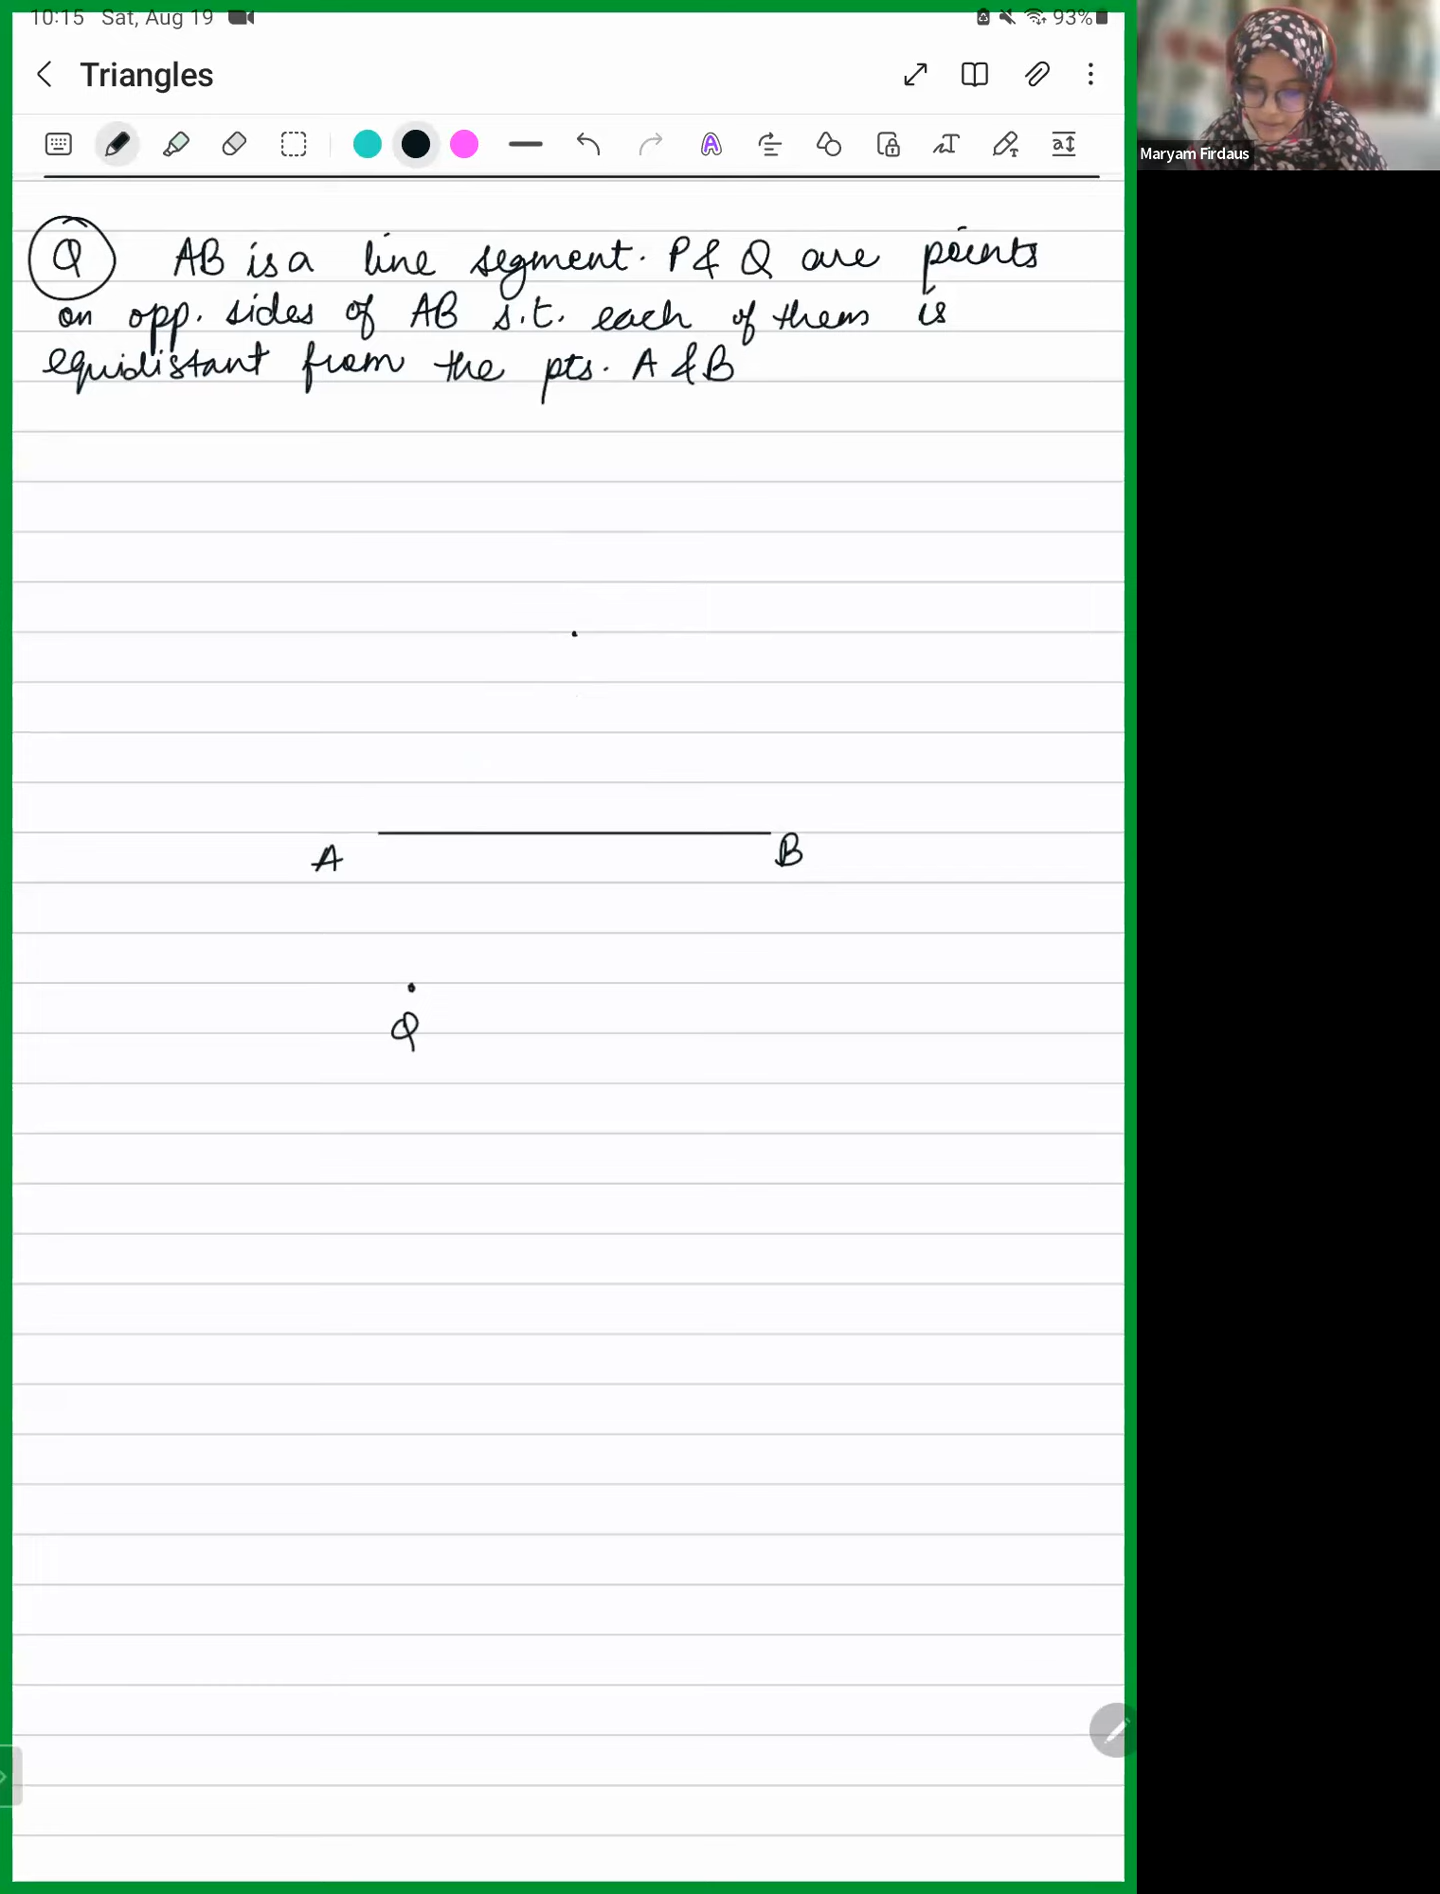 10:15 Sat, Aug 19
93%
Triangles
Maryam Firdaus
Q AB is a line segment. P & Q are points
on opp. sides of AB s.t. each of them is
equidistant from the pts. A & B
A
B
Q